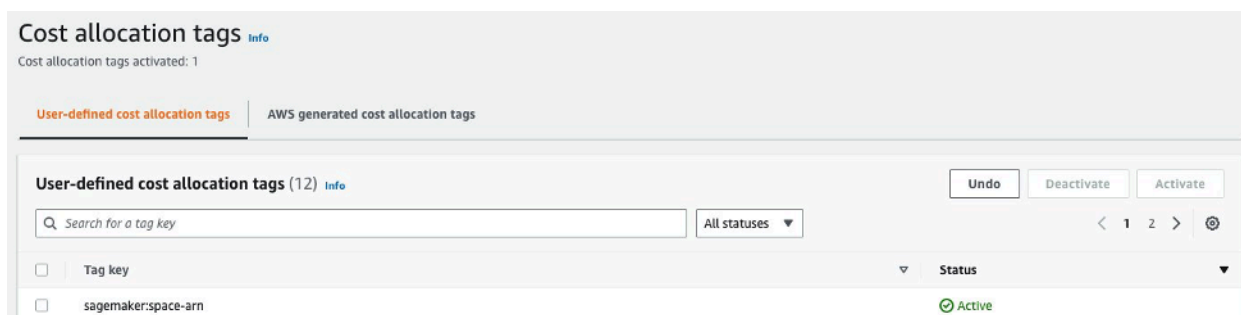 Cost allocation tags Info
Cost allocation tags activated: 1
User-defined cost allocation tags AWS generated cost allocation tags
User-defined cost allocation tags (12) Info Undo Deactivate Activate
Search for a tag key All statuses 1 2
Tag key Status
sagemaker:space-arn Active